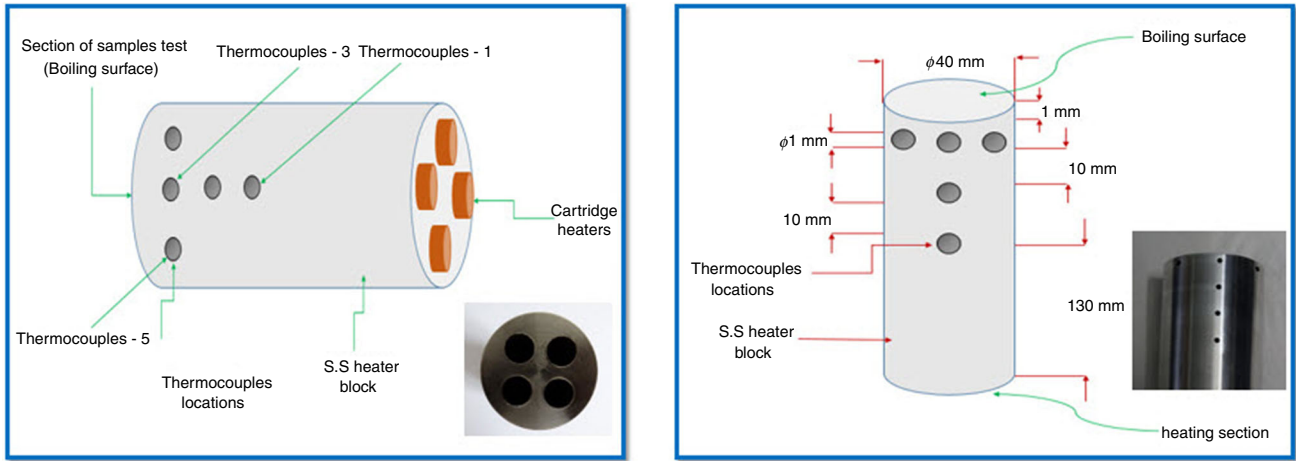 Section of samples test
(Boiling surface)
Thermocouples - 3
Thermocouples - 1
Cartridge
heaters
Thermocouples - 5
Thermocouples
locations
S.S heater
block
Boiling surface
ϕ40 mm
1 mm
ϕ1 mm
10 mm
10 mm
Thermocouples
locations
130 mm
S.S heater
block
heating section